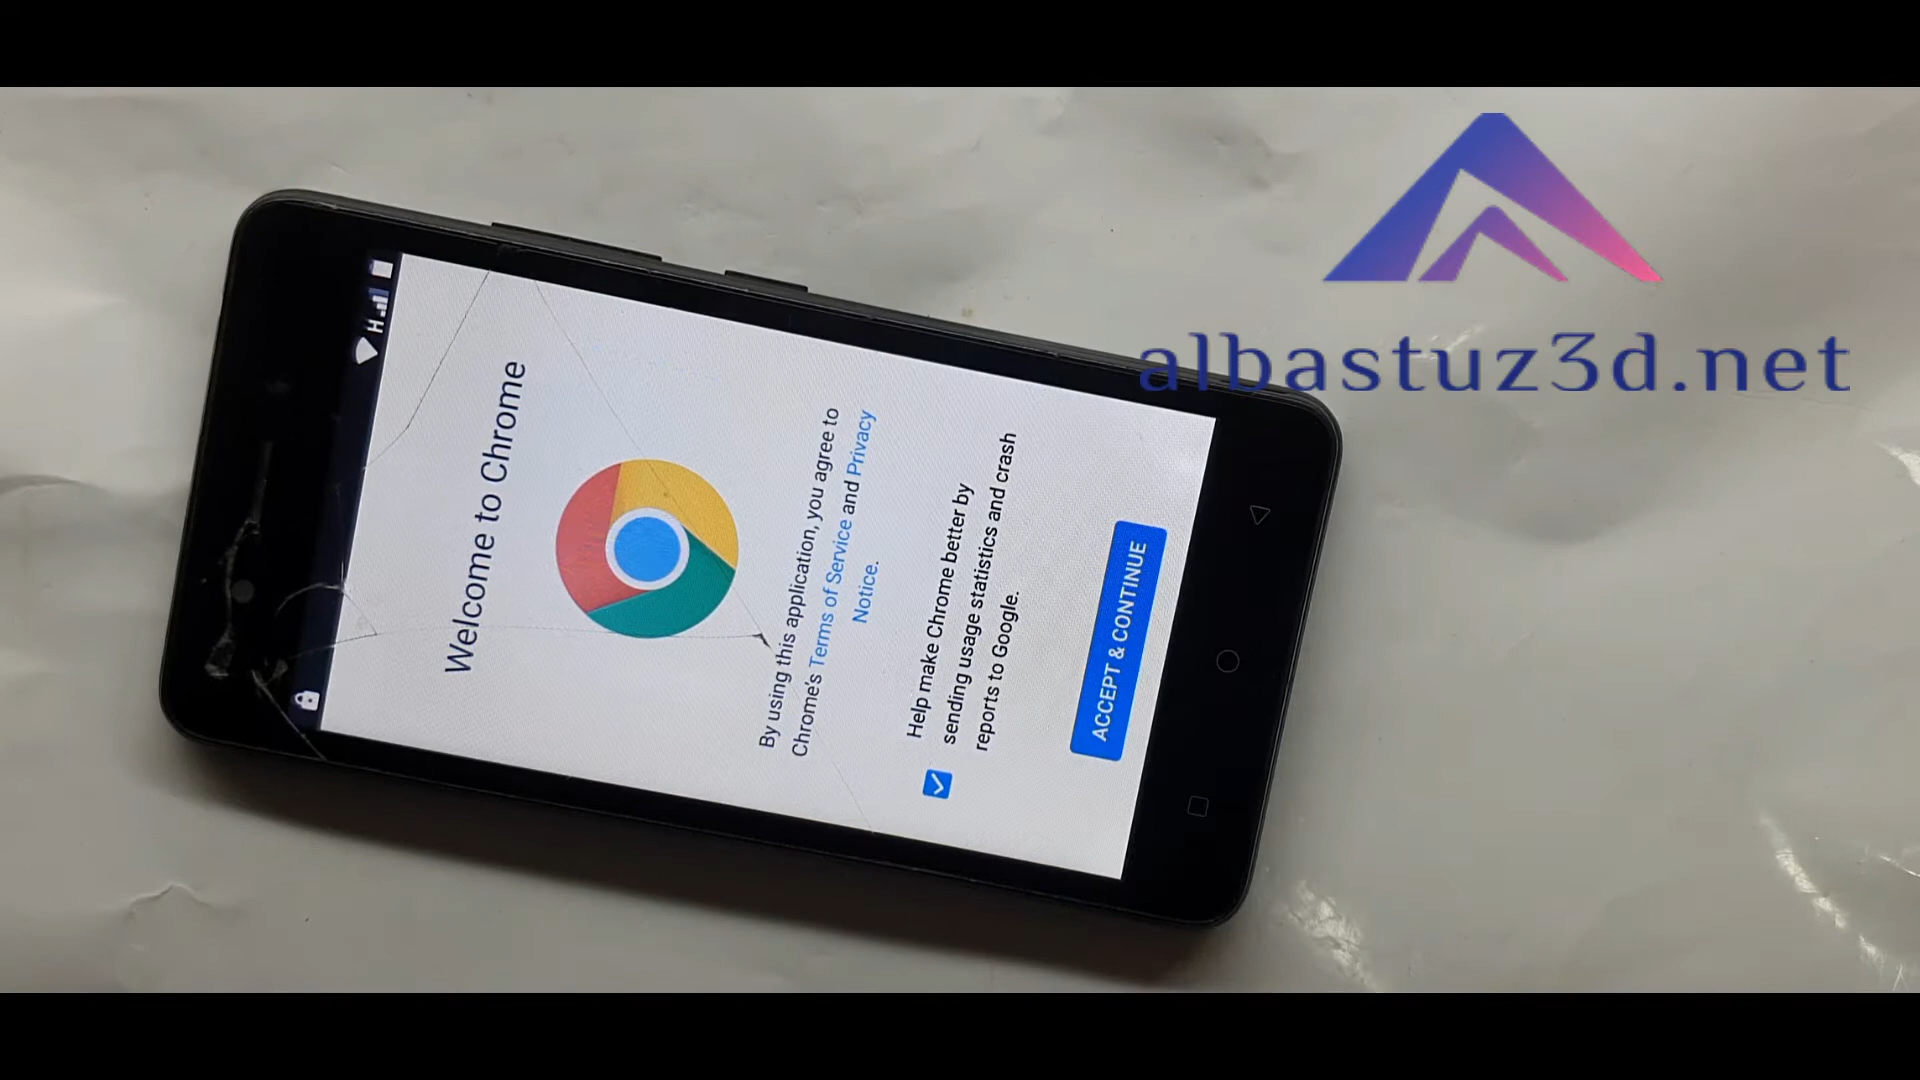 albastuz3d.net
H
Welcome to Chrome
By using this application, you agree to
Chrome's Terms of Service and Privacy
Notice.
Help make Chrome better by
sending usage statistics and crash
reports to Google.
ACCEPT & CONTINUE